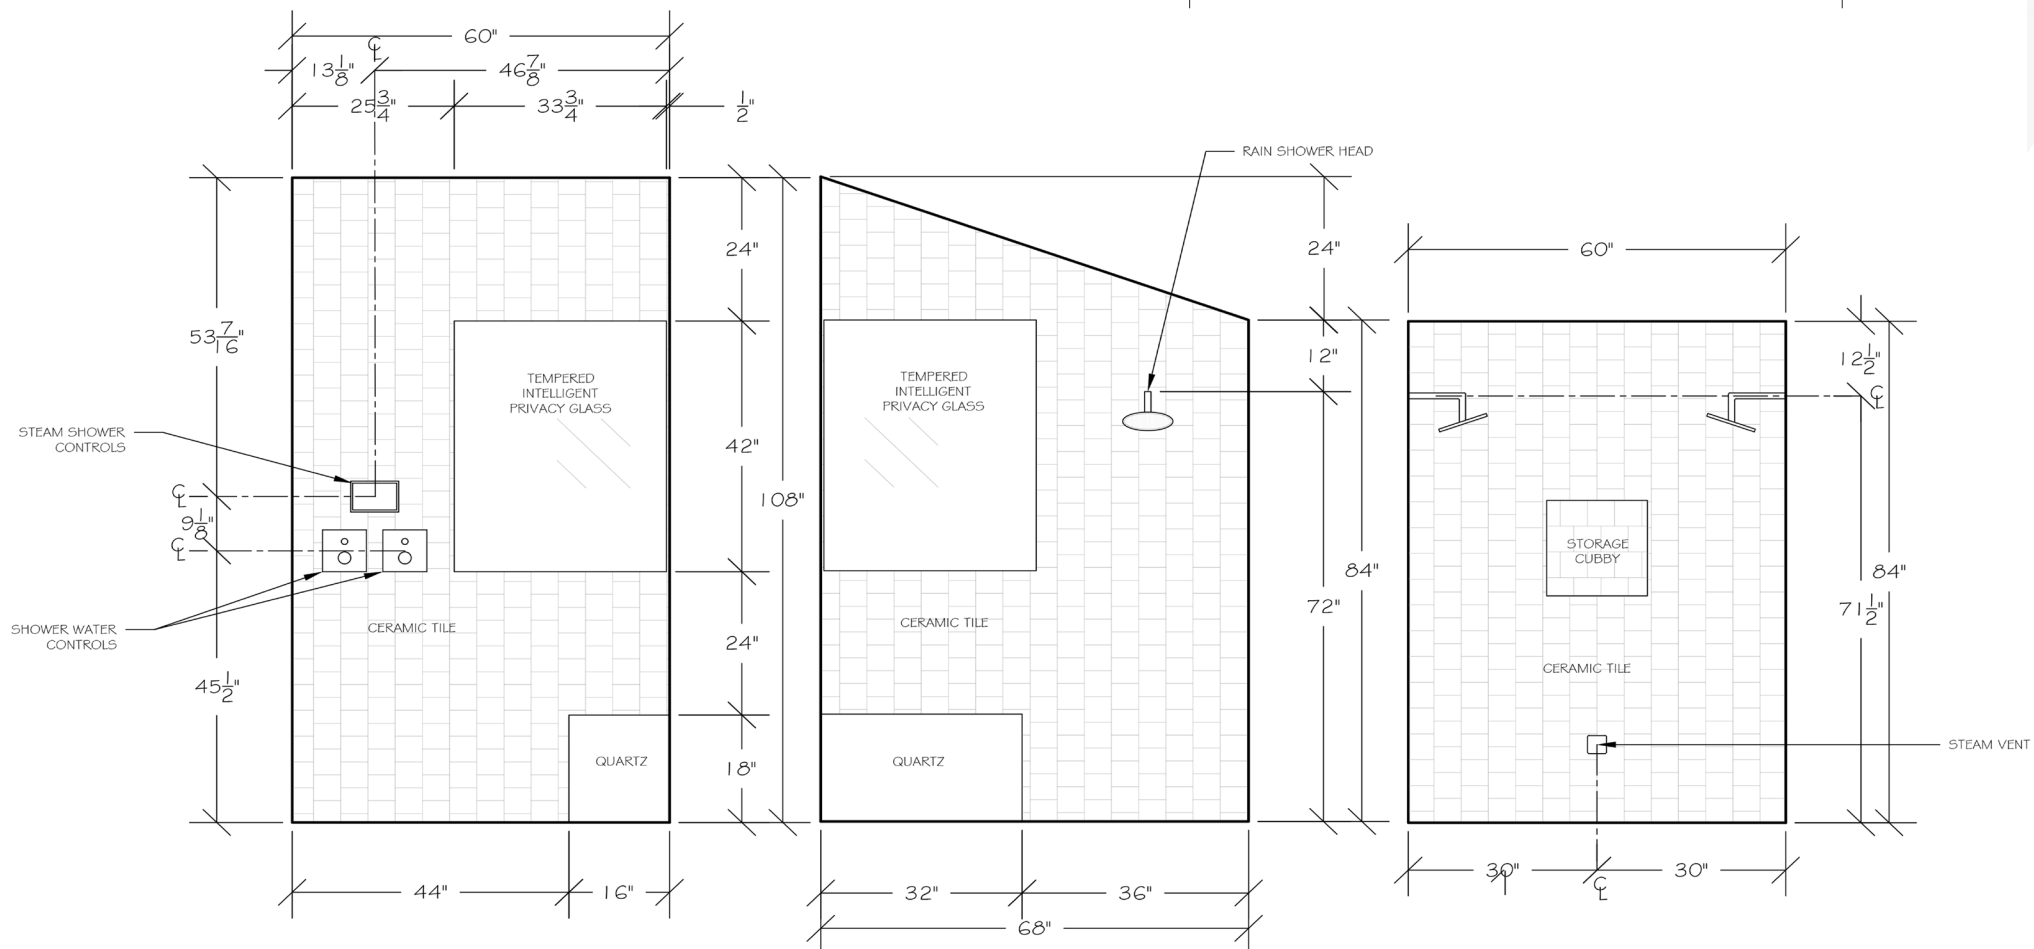 60"
13 1/8"
46 7/8"
25 3/4"
33 3/4"
1/2"
53 7/16"
9 1/8"
45 1/2"
STEAM SHOWER
CONTROLS
SHOWER WATER
CONTROLS
TEMPERED
INTELLIGENT
PRIVACY GLASS
CERAMIC TILE
QUARTZ
24"
42"
24"
18"
108"
44"
16"
RAIN SHOWER HEAD
TEMPERED
INTELLIGENT
PRIVACY GLASS
CERAMIC TILE
QUARTZ
24"
12"
72"
84"
32"
36"
68"
60"
12 1/2"
71 1/2"
84"
STORAGE
CUBBY
CERAMIC TILE
STEAM VENT
30"
30"